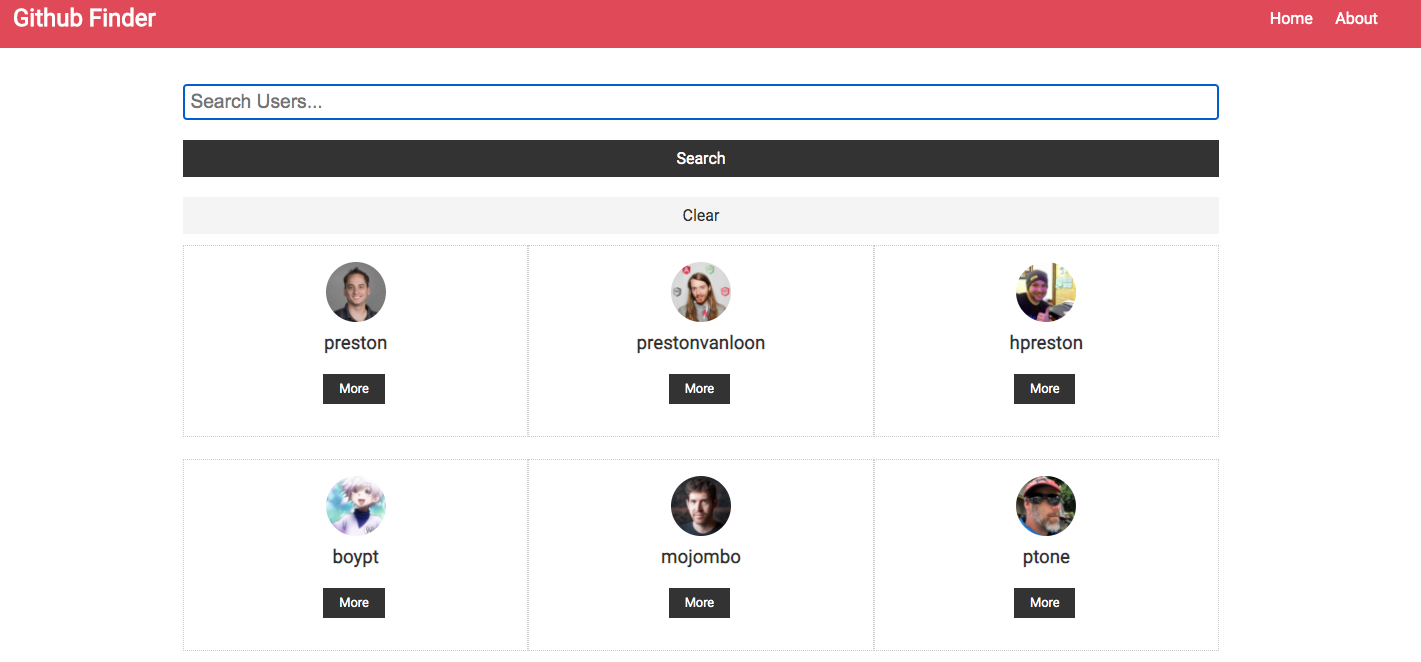 Github Finder
Home About
Search Users...
Search
Clear
preston prestonvanloon hpreston
More More More
boypt mojombo ptone
More More More